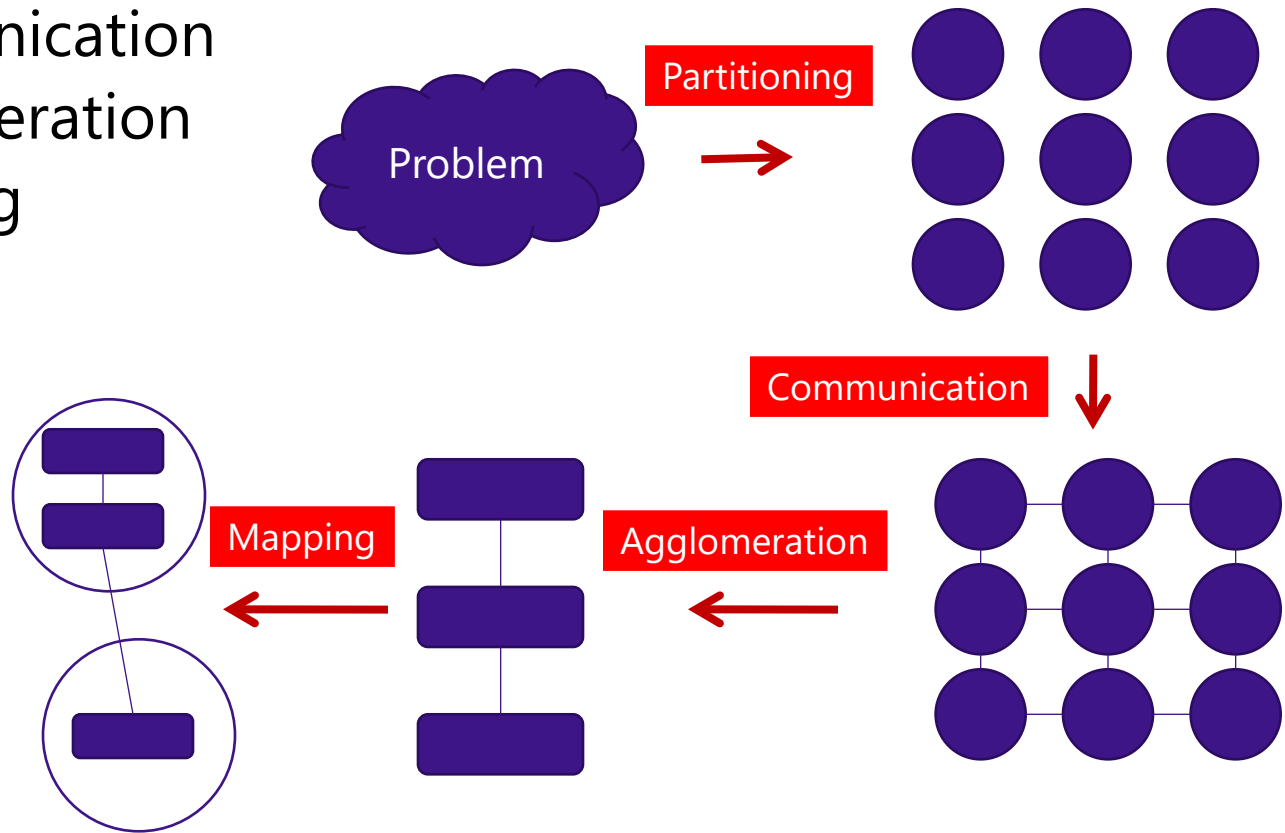 nication
eration
g
Problem
Partitioning
Communication
Agglomeration
Mapping